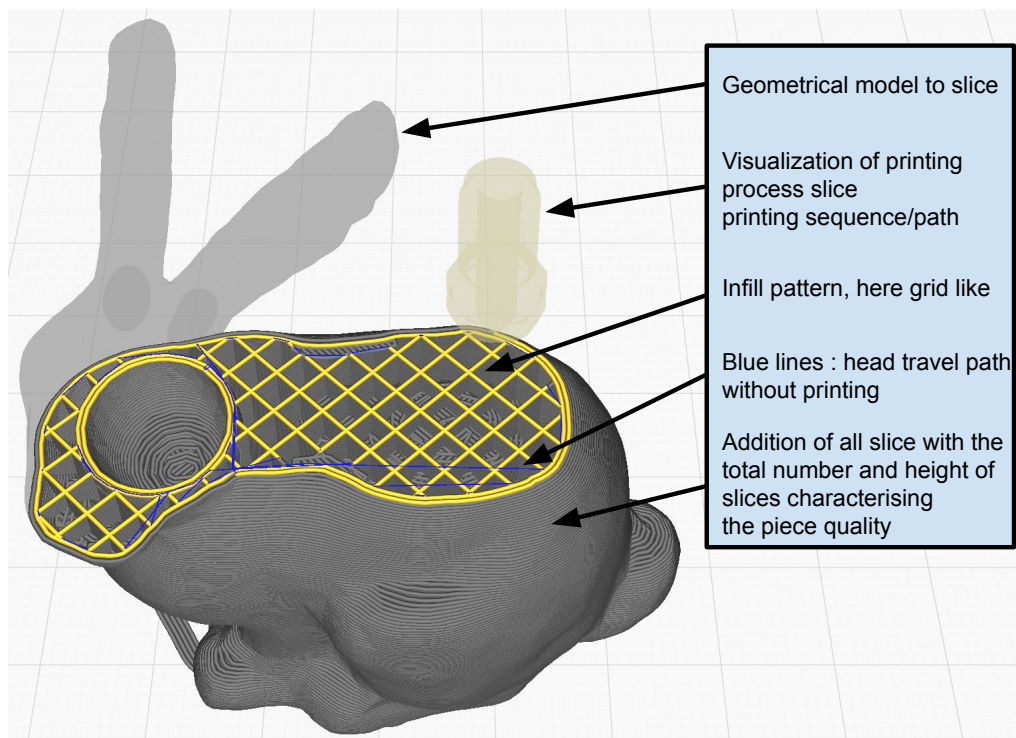 Geometrical model to slice
Visualization of printing
process slice
printing sequence/path
Infill pattern, here grid like
Blue lines : head travel path
without printing
Addition of all slice with the
total number and height of
slices characterising
the piece quality